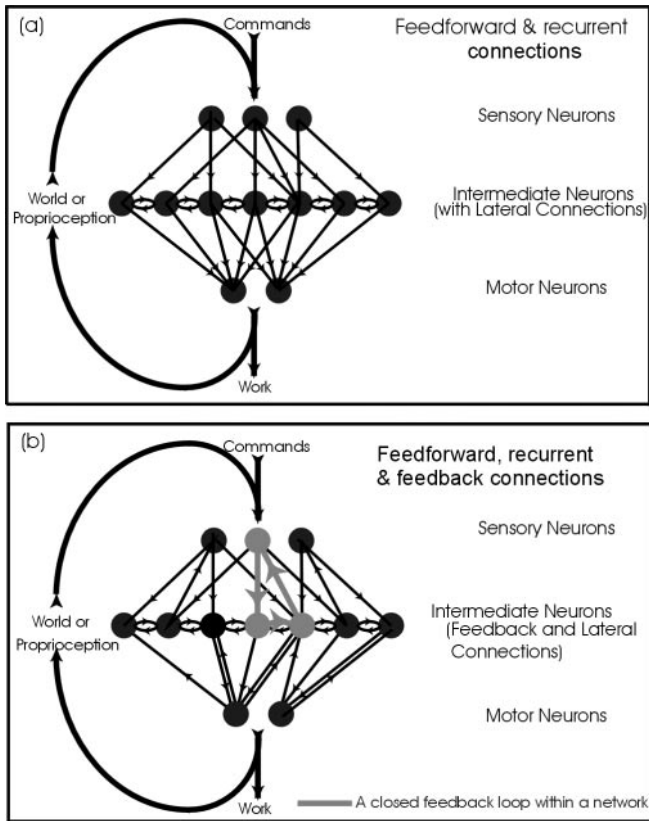 (a)
Commands
Feedforward & recurrent
connections
Sensory Neurons
World or
Proprioception
Intermediate Neurons
(with Lateral Connections)
Motor Neurons
Work
(b)
Commands
Feedforward, recurrent
& feedback connections
Sensory Neurons
World or
Proprioception
Intermediate Neurons
(Feedback and Lateral
Connections)
Motor Neurons
Work
A closed feedback loop within a network